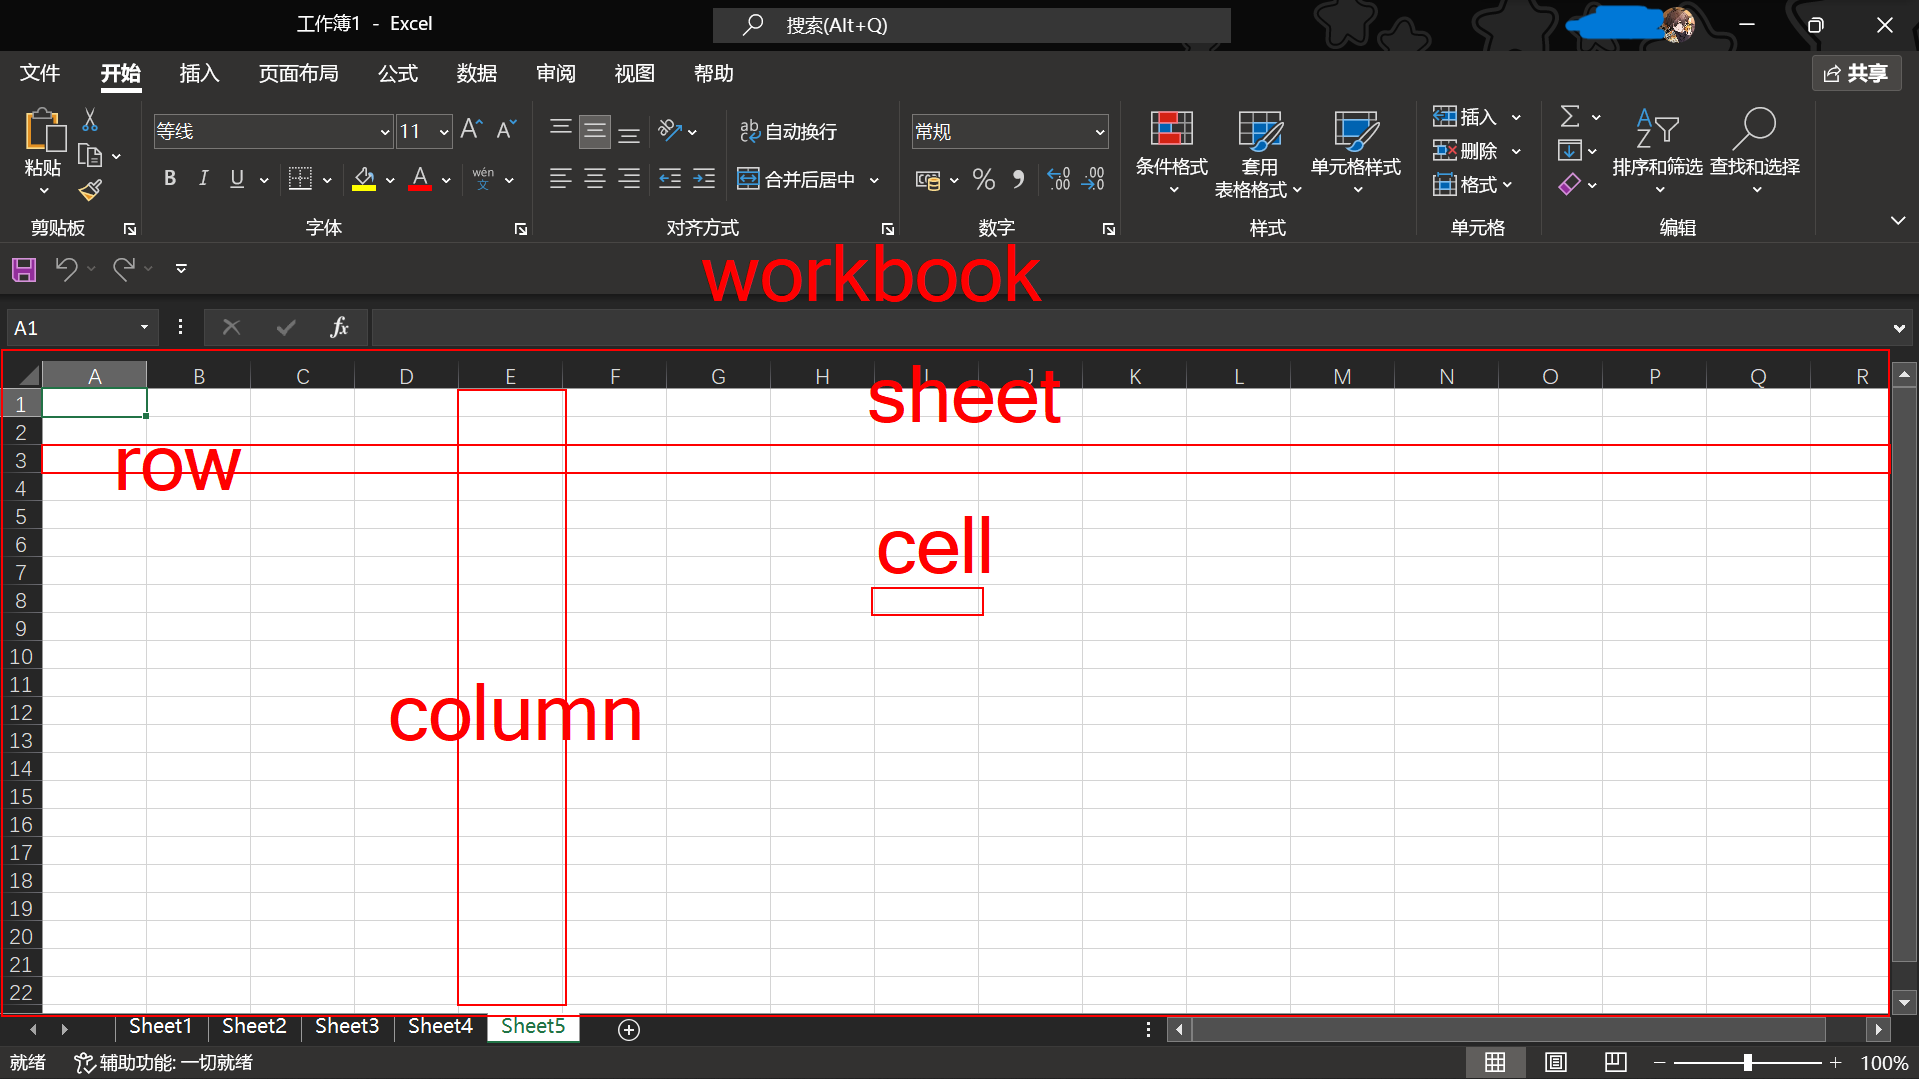 工作簿1 - Excel
搜索(Alt+Q)
文件 开始 插入 页面布局 公式 数据 审阅 视图 帮助
共享
粘贴
剪贴板
等线 11
A A
B I U A wén 文
字体
ab 自动换行
合并后居中
对齐方式
常规
% , .00 .00
数字
条件格式
套用
表格格式
单元格样式
样式
插入
删除
格式
单元格
Σ
排序和筛选
查找和选择
编辑
workbook
A1
fx
A B C D E F G H I J K L M N O P Q R
sheet
1
2
3
row
4
5
6
cell
7
8
9
10
11
12
column
13
14
15
16
17
18
19
20
21
22
Sheet1 Sheet2 Sheet3 Sheet4 Sheet5
就绪 辅助功能: 一切就绪
100%